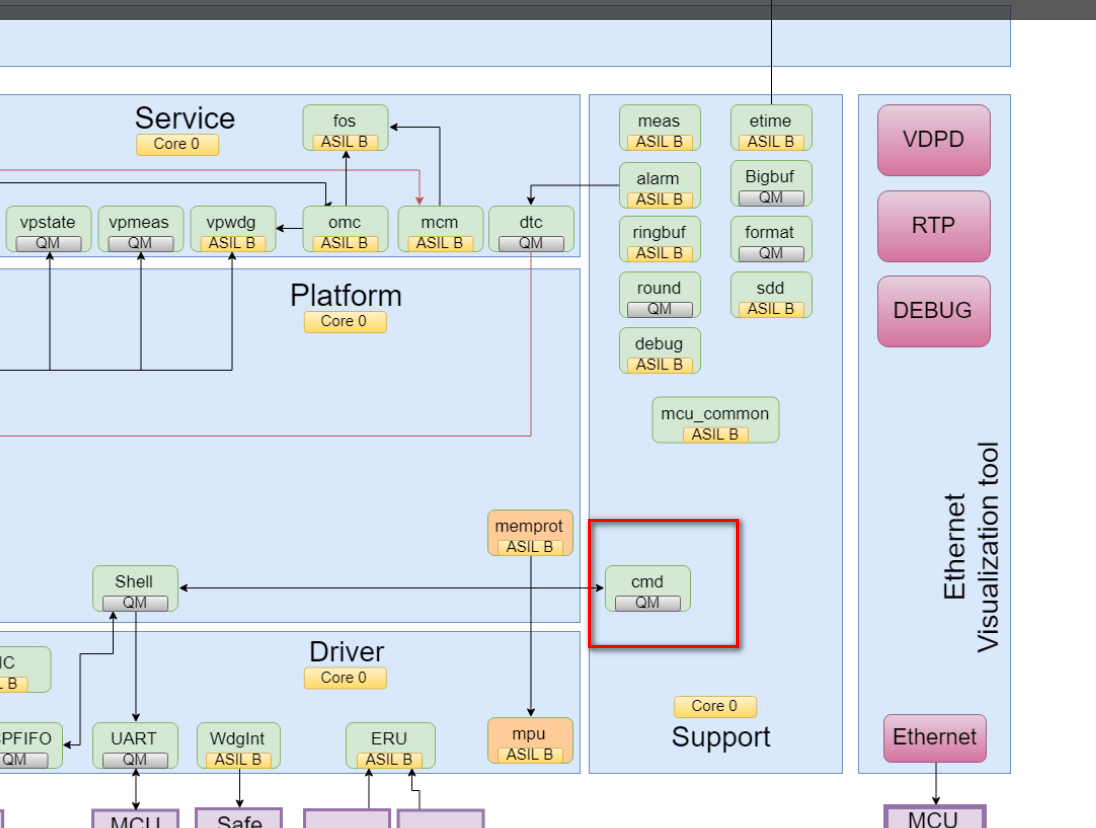 Service
Core 0
fos
ASIL B
vpstate
QM
vpmeas
QM
vpwdg
ASIL B
omc
ASIL B
mcm
ASIL B
dtc
QM
Platform
Core 0
memprot
ASIL B
Shell
QM
Driver
Core 0
IC
B
PFIFO
QM
UART
QM
WdgInt
ASIL B
ERU
ASIL B
mpu
ASIL B
MCU
Safe
meas
ASIL B
etime
ASIL B
alarm
ASIL B
Bigbuf
QM
ringbuf
ASIL B
format
QM
round
QM
sdd
ASIL B
debug
ASIL B
mcu_common
ASIL B
cmd
QM
Core 0
Support
VDPD
RTP
DEBUG
Ethernet
Visualization tool
Ethernet
MCU